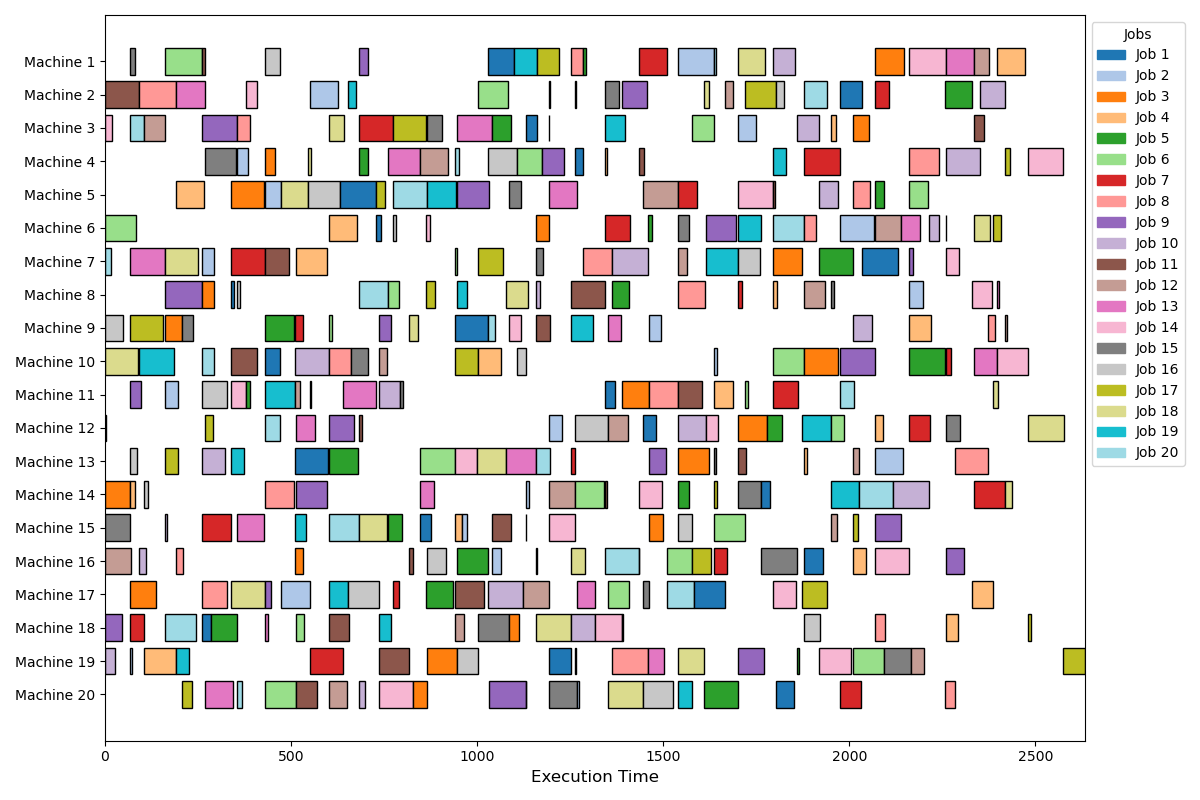 Machine 1
Machine 2
Machine 3
Machine 4
Machine 5
Machine 6
Machine 7
Machine 8
Machine 9
Machine 10
Machine 11
Machine 12
Machine 13
Machine 14
Machine 15
Machine 16
Machine 17
Machine 18
Machine 19
Machine 20
0 500 1000 1500 2000 2500
Execution Time
Jobs
Job 1
Job 2
Job 3
Job 4
Job 5
Job 6
Job 7
Job 8
Job 9
Job 10
Job 11
Job 12
Job 13
Job 14
Job 15
Job 16
Job 17
Job 18
Job 19
Job 20